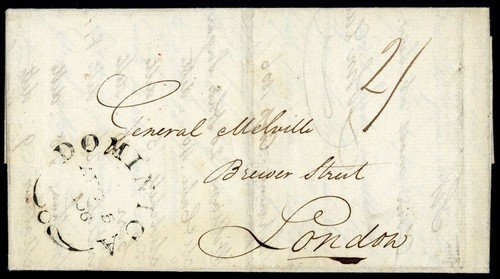 2/
General Melville
Brewer Street
London
DOMINICA